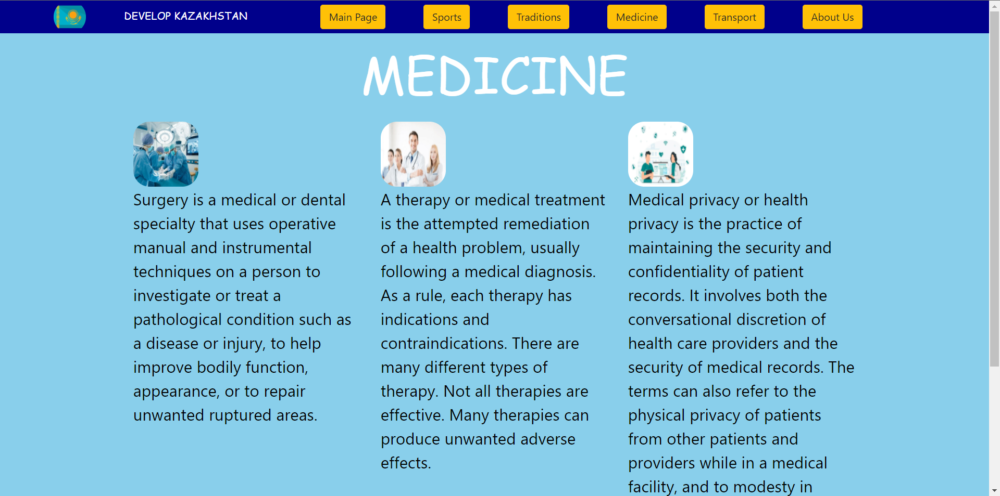 DEVELOP KAZAKHSTAN
Main Page
Sports
Traditions
Medicine
Transport
About Us
MEDICINE
Surgery is a medical or dental
specialty that uses operative
manual and instrumental
techniques on a person to
investigate or treat a
pathological condition such as
a disease or injury, to help
improve bodily function,
appearance, or to repair
unwanted ruptured areas.
A therapy or medical treatment
is the attempted remediation
of a health problem, usually
following a medical diagnosis.
As a rule, each therapy has
indications and
contraindications. There are
many different types of
therapy. Not all therapies are
effective. Many therapies can
produce unwanted adverse
effects.
Medical privacy or health
privacy is the practice of
maintaining the security and
confidentiality of patient
records. It involves both the
conversational discretion of
health care providers and the
security of medical records. The
terms can also refer to the
physical privacy of patients
from other patients and
providers while in a medical
facility, and to modesty in